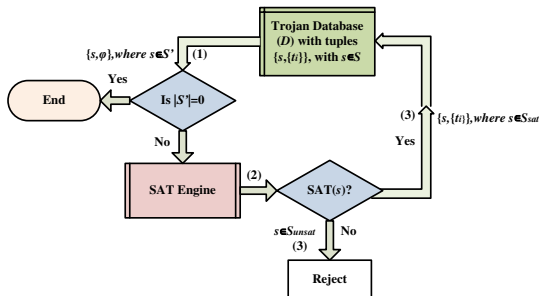 Trojan Database
(D) with tuples
{s,{ti}}, with s∈S
{s,φ}, where s∈S'
(1)
Yes
End
Is |S'|=0
No
(3)
{s,{ti}}, where s∈Ssat
Yes
SAT Engine
(2)
SAT(s)?
s∈Sunsat
No
(3)
Reject